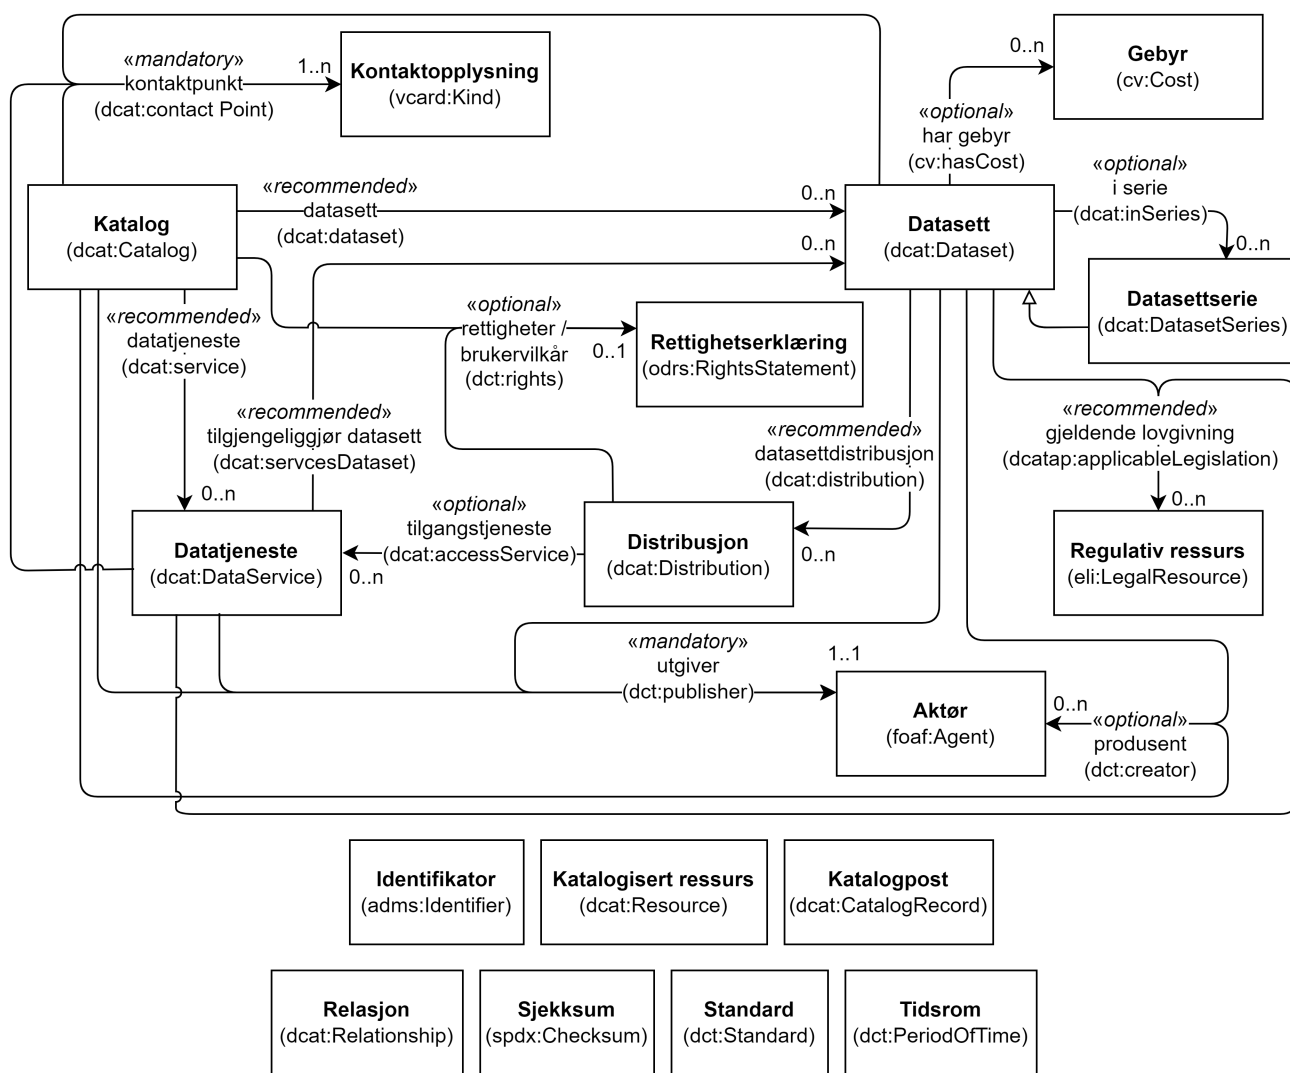 «mandatory»
kontaktpunkt
(dcat:contact Point)
1..n
Kontaktopplysning
(vcard:Kind)
0..n
Gebyr
(cv:Cost)
«optional»
har gebyr
(cv:hasCost)
«optional»
i serie
(dcat:inSeries)
0..n
Katalog
(dcat:Catalog)
«recommended»
datasett
(dcat:dataset)
0..n
0..n
Datasett
(dcat:Dataset)
Datasettserie
(dcat:DatasetSeries)
«recommended»
datatjeneste
(dcat:service)
0..n
«optional»
rettigheter /
brukervilkår
(dct:rights)
0..1
Rettighetserklæring
(odrs:RightsStatement)
«recommended»
tilgjengeliggjør datasett
(dcat:servcesDataset)
«recommended»
datasettdistribusjon
(dcat:distribution)
0..n
«recommended»
gjeldende lovgivning
(dcatap:applicableLegislation)
0..n
Datatjeneste
(dcat:DataService)
«optional»
tilgangstjeneste
(dcat:accessService)
0..n
Distribusjon
(dcat:Distribution)
Regulativ ressurs
(eli:LegalResource)
«mandatory»
utgiver
(dct:publisher)
1..1
Aktør
(foaf:Agent)
0..n
«optional»
produsent
(dct:creator)
Identifikator
(adms:Identifier)
Katalogisert ressurs
(dcat:Resource)
Katalogpost
(dcat:CatalogRecord)
Relasjon
(dcat:Relationship)
Sjekksum
(spdx:Checksum)
Standard
(dct:Standard)
Tidsrom
(dct:PeriodOfTime)